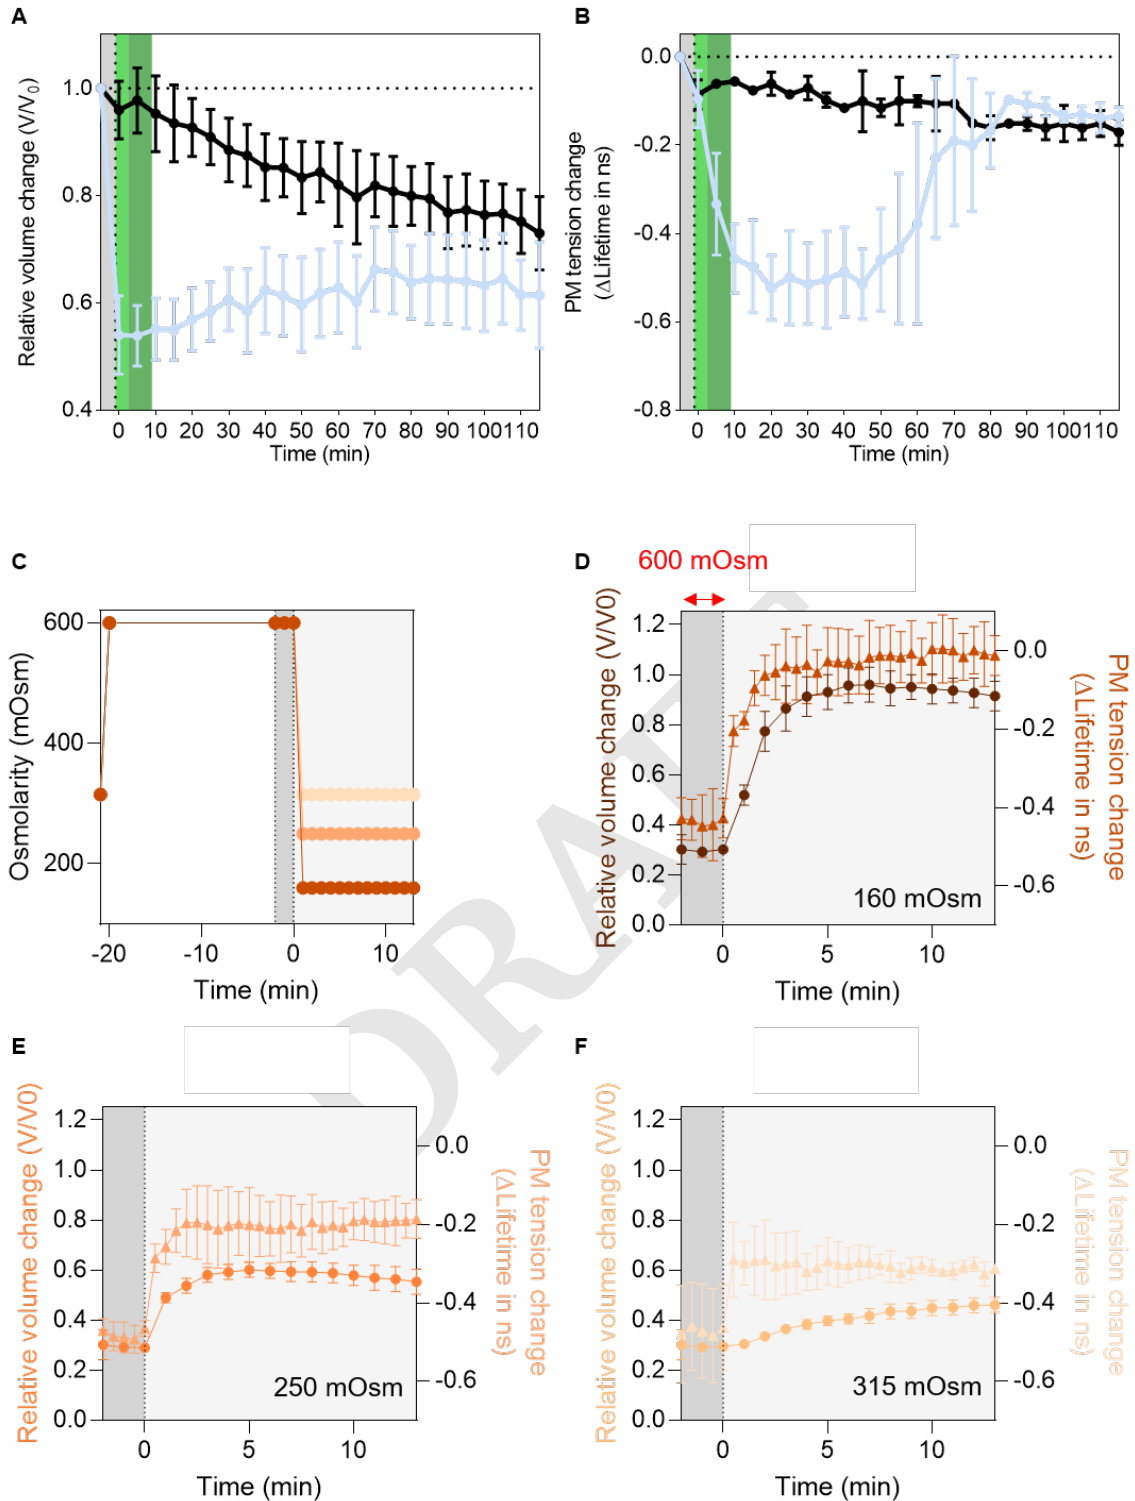 A
Relative volume change (V/V0)
1.0
0.8
0.6
0.4
0 10 20 30 40 50 60 70 80 90 100 110
Time (min)
B
PM tension change
(ΔLifetime in ns)
0.0
-0.2
-0.4
-0.6
-0.8
0 10 20 30 40 50 60 70 80 90 100 110
Time (min)
C
Osmolarity (mOsm)
600
400
200
-20 -10 0 10
Time (min)
D
600 mOsm
Relative volume change (V/V0)
1.2
1.0
0.8
0.6
0.4
0.2
0.0
0.0
-0.2
-0.4
-0.6
PM tension change
(ΔLifetime in ns)
160 mOsm
0 5 10
Time (min)
E
Relative volume change (V/V0)
1.2
1.0
0.8
0.6
0.4
0.2
0.0
0.0
-0.2
-0.4
-0.6
PM tension change
(ΔLifetime in ns)
250 mOsm
0 10
Time (min)
F
Relative volume change (V/V0)
1.2
1.0
0.8
0.6
0.4
0.2
0.0
0.0
-0.2
-0.4
-0.6
PM tension change
(ΔLifetime in ns)
315 mOsm
0 5 10
Time (min)
DRAFT